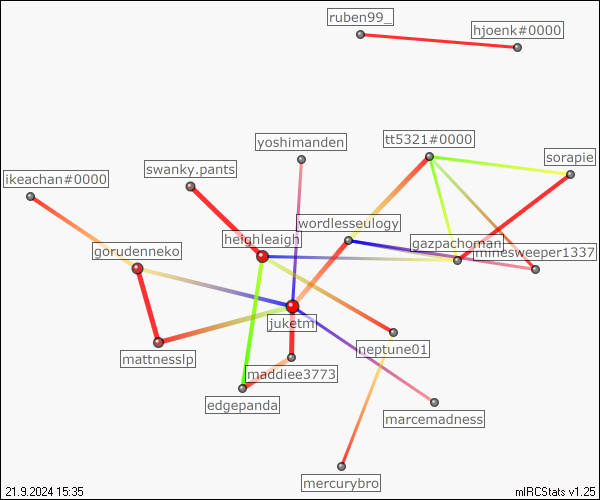 ruben99_
hjoenk#0000
yoshimanden
tt5321#0000
sorapie
swanky.pants
ikeachan#0000
wordlesseulogy
heighleaigh
gazpachoman
minesweeper1337
gorudenneko
juketm
neptune01
mattnesslp
maddiee3773
edgepanda
marcemadness
mercurybro
21.9.2024 15:35
mIRCStats v1.25